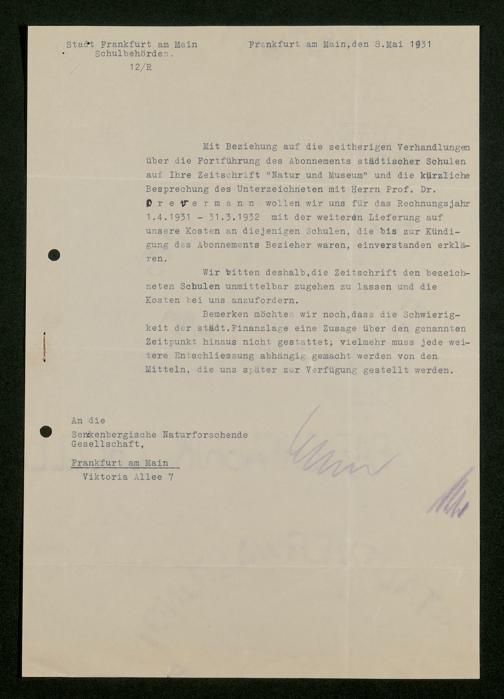 Stadt Frankfurt am Main
Schulbehörden.
12/R
Frankfurt am Main,den 8.Mai 1931
Mit Beziehung auf die seitherigen Verhandlungen
über die Fortführung des Abonnements städtischer Schulen
auf Ihre Zeitschrift "Natur und Museum" und die kürzliche
Besprechung des Unterzeichneten mit Herrn Prof. Dr.
D r e v e r m a n n wollen wir uns für das Rechnungsjahr
1.4.1931 - 31.3.1932 mit der weiteren Lieferung auf
unsere Kosten an diejenigen Schulen, die bis zur Kündi-
gung des Abonnements Bezieher waren, einverstanden erklä-
ren.
Wir bitten deshalb,die Zeitschrift den bezeich-
neten Schulen unmittelbar zugehen zu lassen und die
Kosten bei uns anzufordern.
Bemerken möchten wir noch,dass die Schwierig-
keit der städt.Finanzlage eine Zusage über den genannten
Zeitpunkt hinaus nicht gestattet; vielmehr muss jede wei-
tere Entschliessung abhängig gemacht werden von den
Mitteln, die uns später zur Verfügung gestellt werden.
An die
Senkenbergische Naturforschende
Gesellschaft,
Frankfurt am Main
Viktoria Allee 7